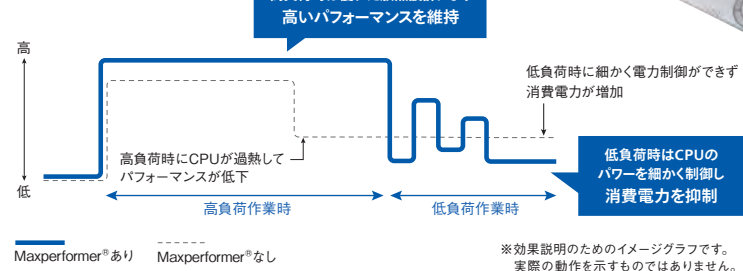 高いパフォーマンスを維持
高
低負荷時に細かく電力制御ができず
消費電力が増加
高負荷時にCPUが過熱して
パフォーマンスが低下
低
低負荷時はCPUの
パワーを細かく制御し
消費電力を抑制
高負荷作業時
低負荷作業時
Maxperformer®あり
Maxperformer®なし
※効果説明のためのイメージグラフです。
実際の動作を示すものではありません。